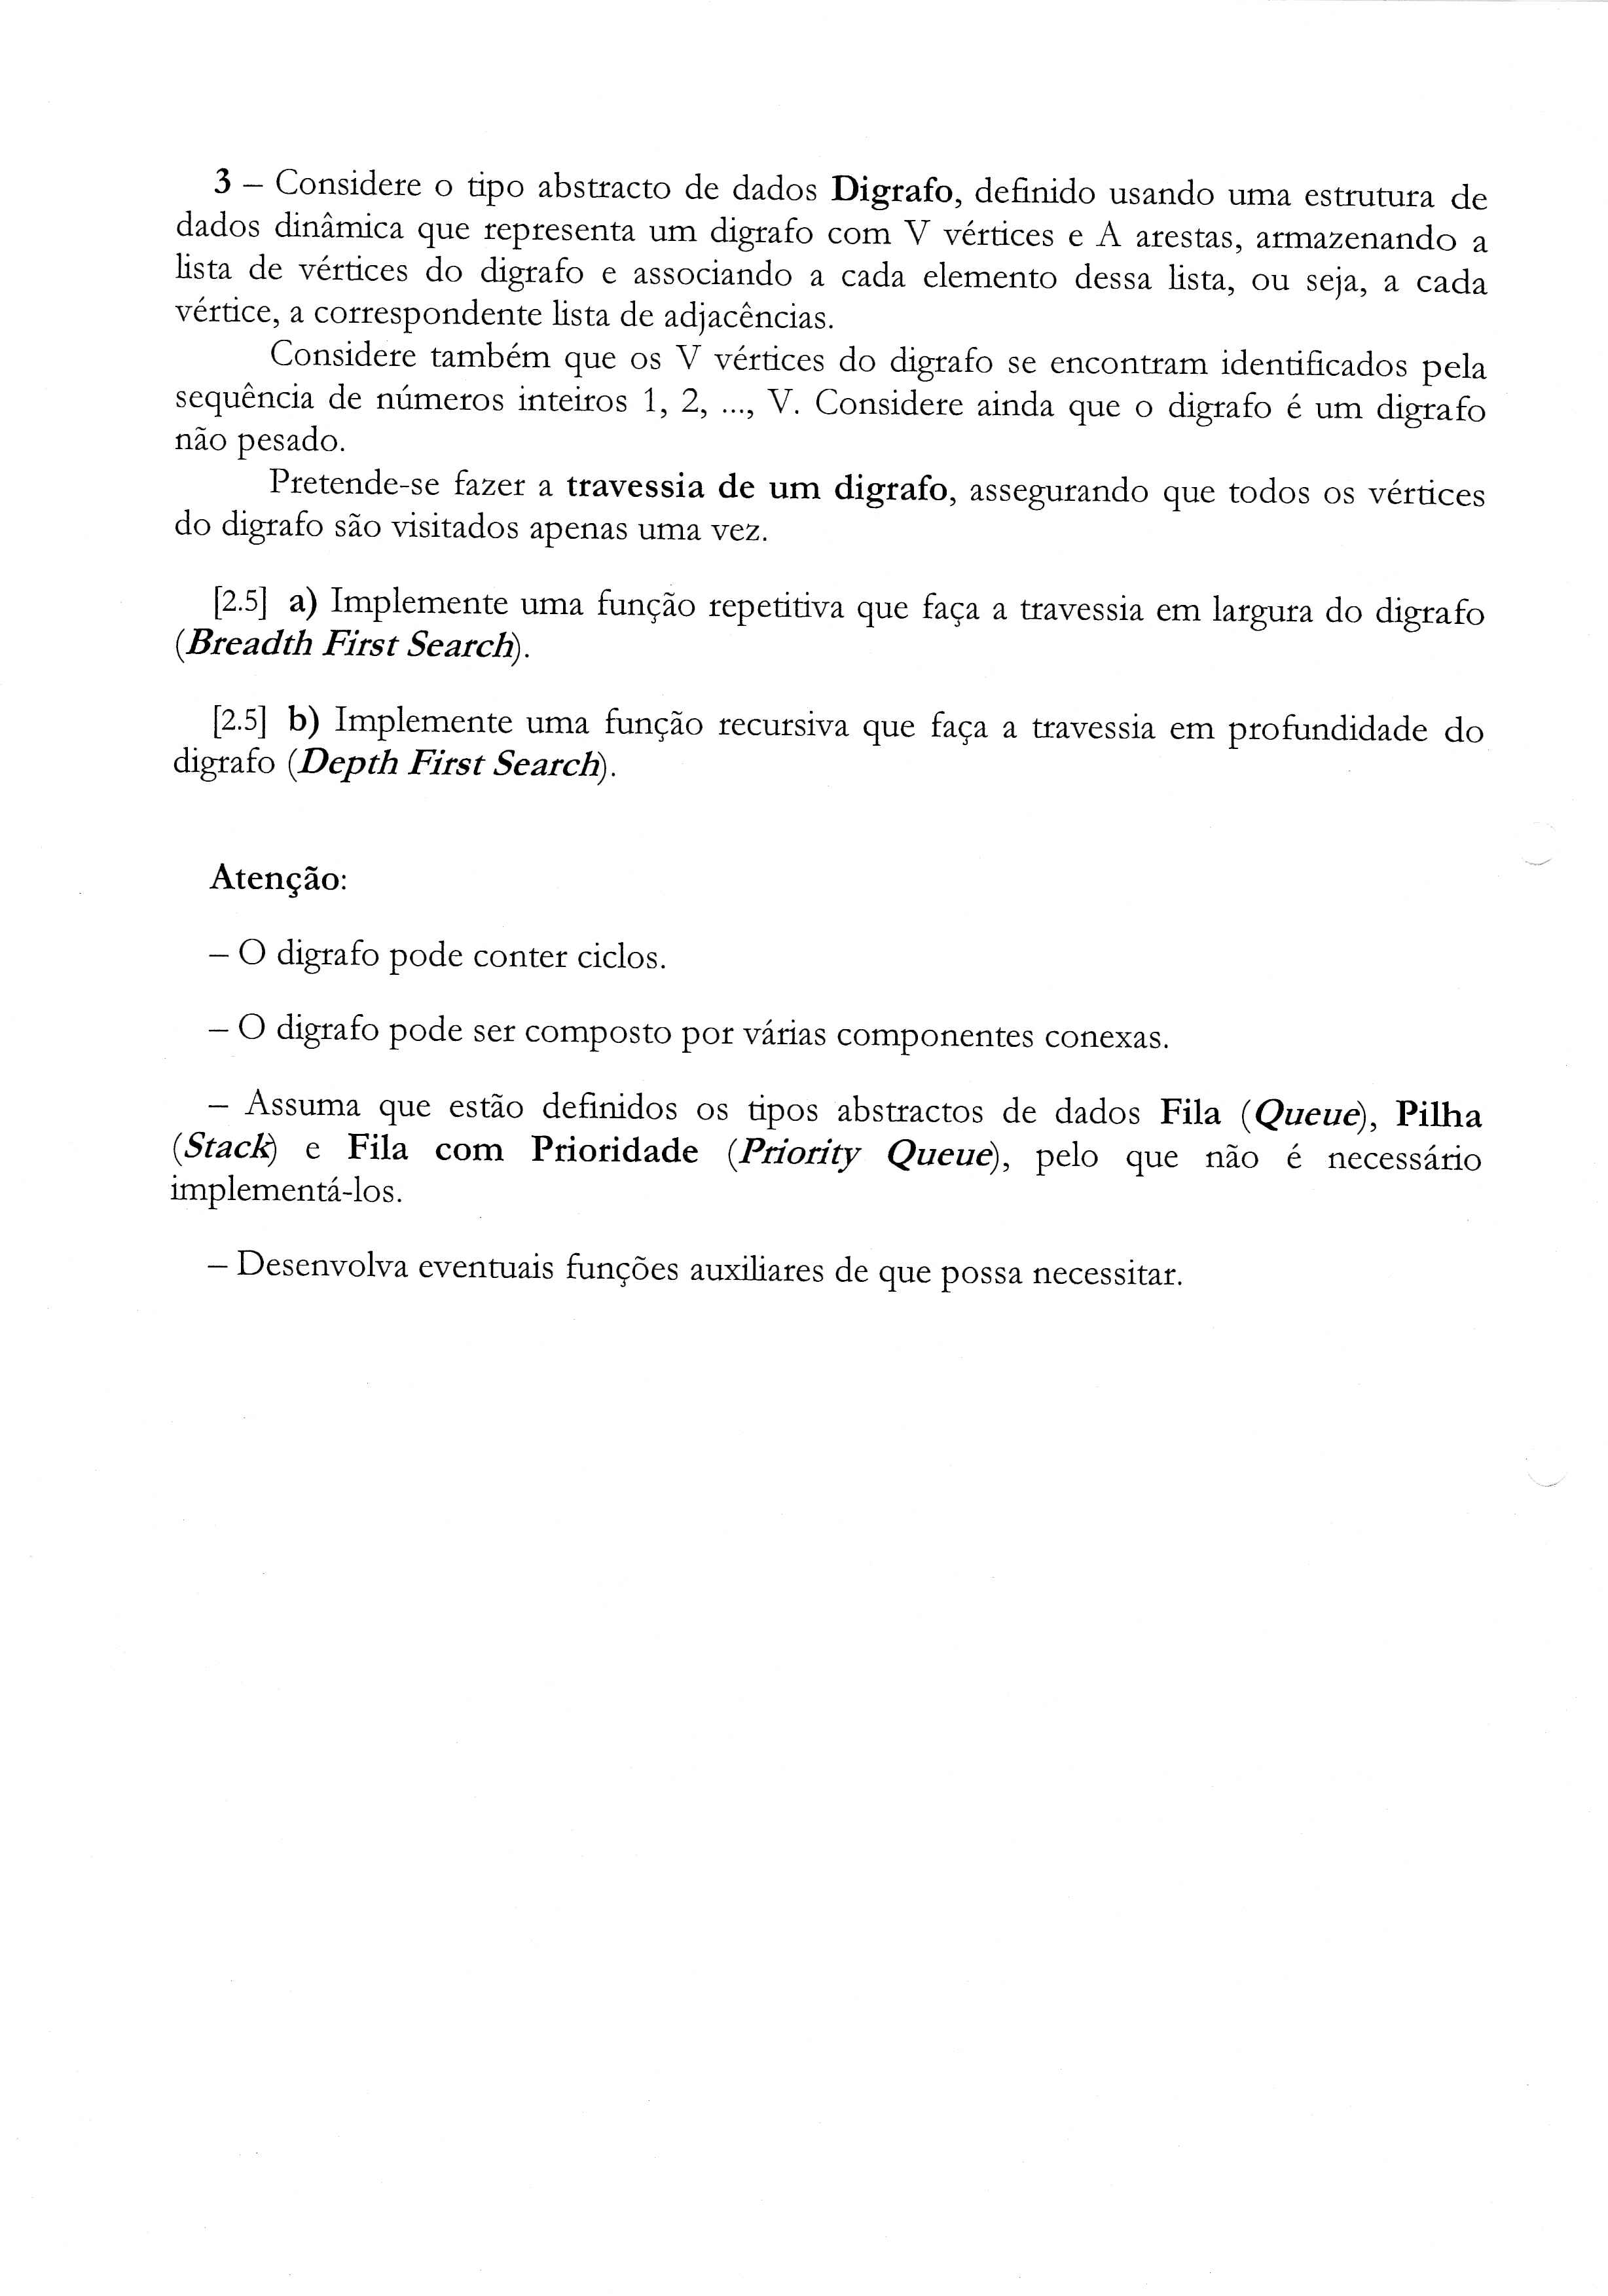 3 – Considere o tipo abstracto de dados Digrafo, definido usando uma estrutura de
dados dinâmica que representa um digrafo com V vértices e A arestas, armazenando a
lista de vértices do digrafo e associando a cada elemento dessa lista, ou seja, a cada
vértice, a correspondente lista de adjacências.
Considere também que os V vértices do digrafo se encontram identificados pela
sequência de números inteiros 1, 2, ..., V. Considere ainda que o digrafo é um digrafo
não pesado.
Pretende-se fazer a travessia de um digrafo, assegurando que todos os vértices
do digrafo são visitados apenas uma vez.
[2.5] a) Implemente uma função repetitiva que faça a travessia em largura do digrafo
(Breadth First Search).
[2.5] b) Implemente uma função recursiva que faça a travessia em profundidade do
digrafo (Depth First Search).
Atenção:
– O digrafo pode conter ciclos.
– O digrafo pode ser composto por várias componentes conexas.
– Assuma que estão definidos os tipos abstractos de dados Fila (Queue), Pilha
(Stack) e Fila com Prioridade (Priority Queue), pelo que não é necessário
implementá-los.
– Desenvolva eventuais funções auxiliares de que possa necessitar.